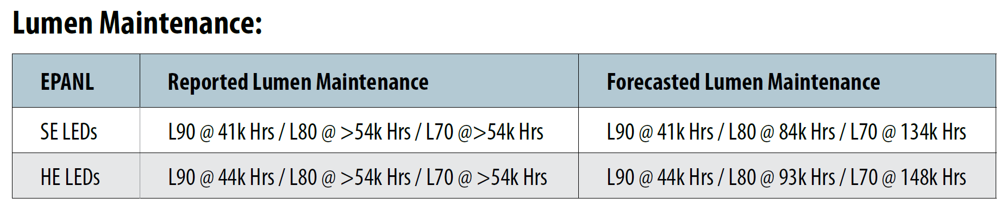 Lumen Maintenance:
EPANL Reported Lumen Maintenance Forecasted Lumen Maintenance
SE LEDs L90 @ 41k Hrs / L80 @ >54k Hrs / L70 @>54k Hrs L90 @ 41k Hrs / L80 @ 84k Hrs / L70 @ 134k Hrs
HE LEDs L90 @ 44k Hrs / L80 @ >54k Hrs / L70 @ >54k Hrs L90 @ 44k Hrs / L80 @ 93k Hrs / L70 @ 148k Hrs